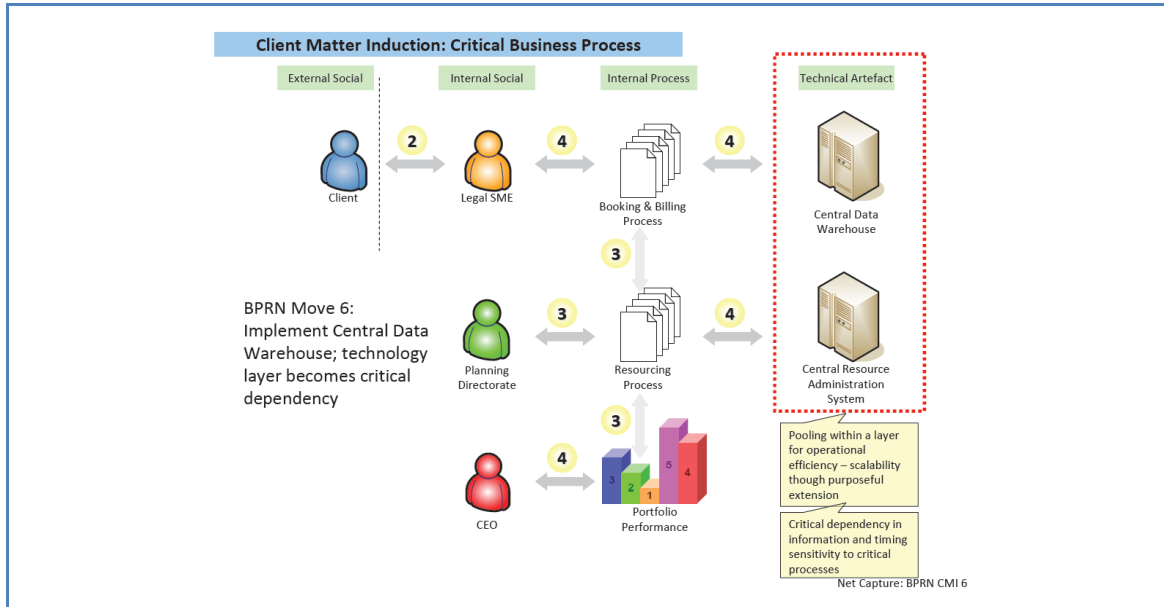 Client Matter Induction: Critical Business Process
External Social
Internal Social
Internal Process
Technical Artefact
2
4
4
Client
Legal SME
Booking & Billing
Process
Central Data
Warehouse
3
BPRN Move 6:
Implement Central Data
Warehouse; technology
layer becomes critical
dependency
3
4
Planning
Directorate
Resourcing
Process
Central Resource
Administration
System
3
4
3
2
1
5
4
CEO
Portfolio
Performance
Pooling within a layer
for operational
efficiency – scalability
though purposeful
extension
Critical dependency in
information and timing
sensitivity to critical
processes
Net Capture: BPRN CMI 6